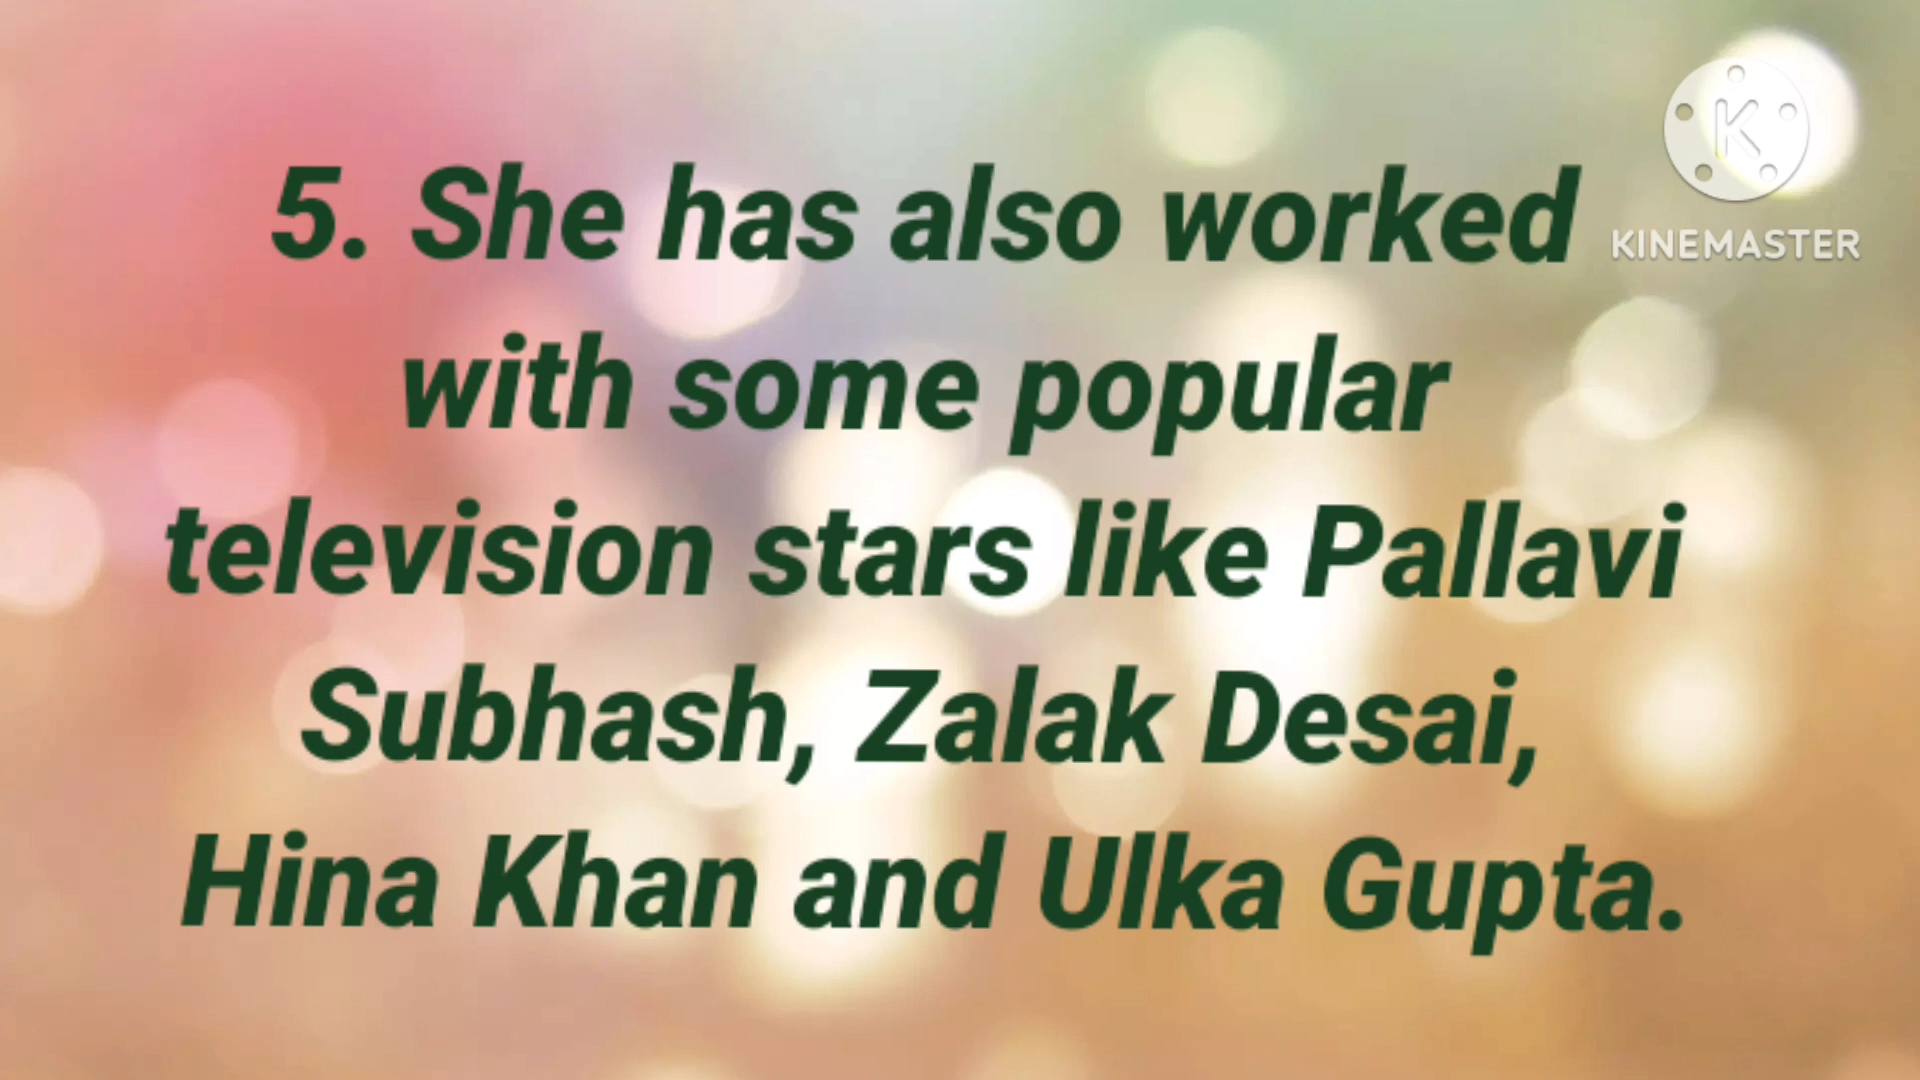 5. She has also worked
with some popular
television stars like Pallavi
Subhash, Zalak Desai,
Hina Khan and Ulka Gupta.
K
KINEMASTER